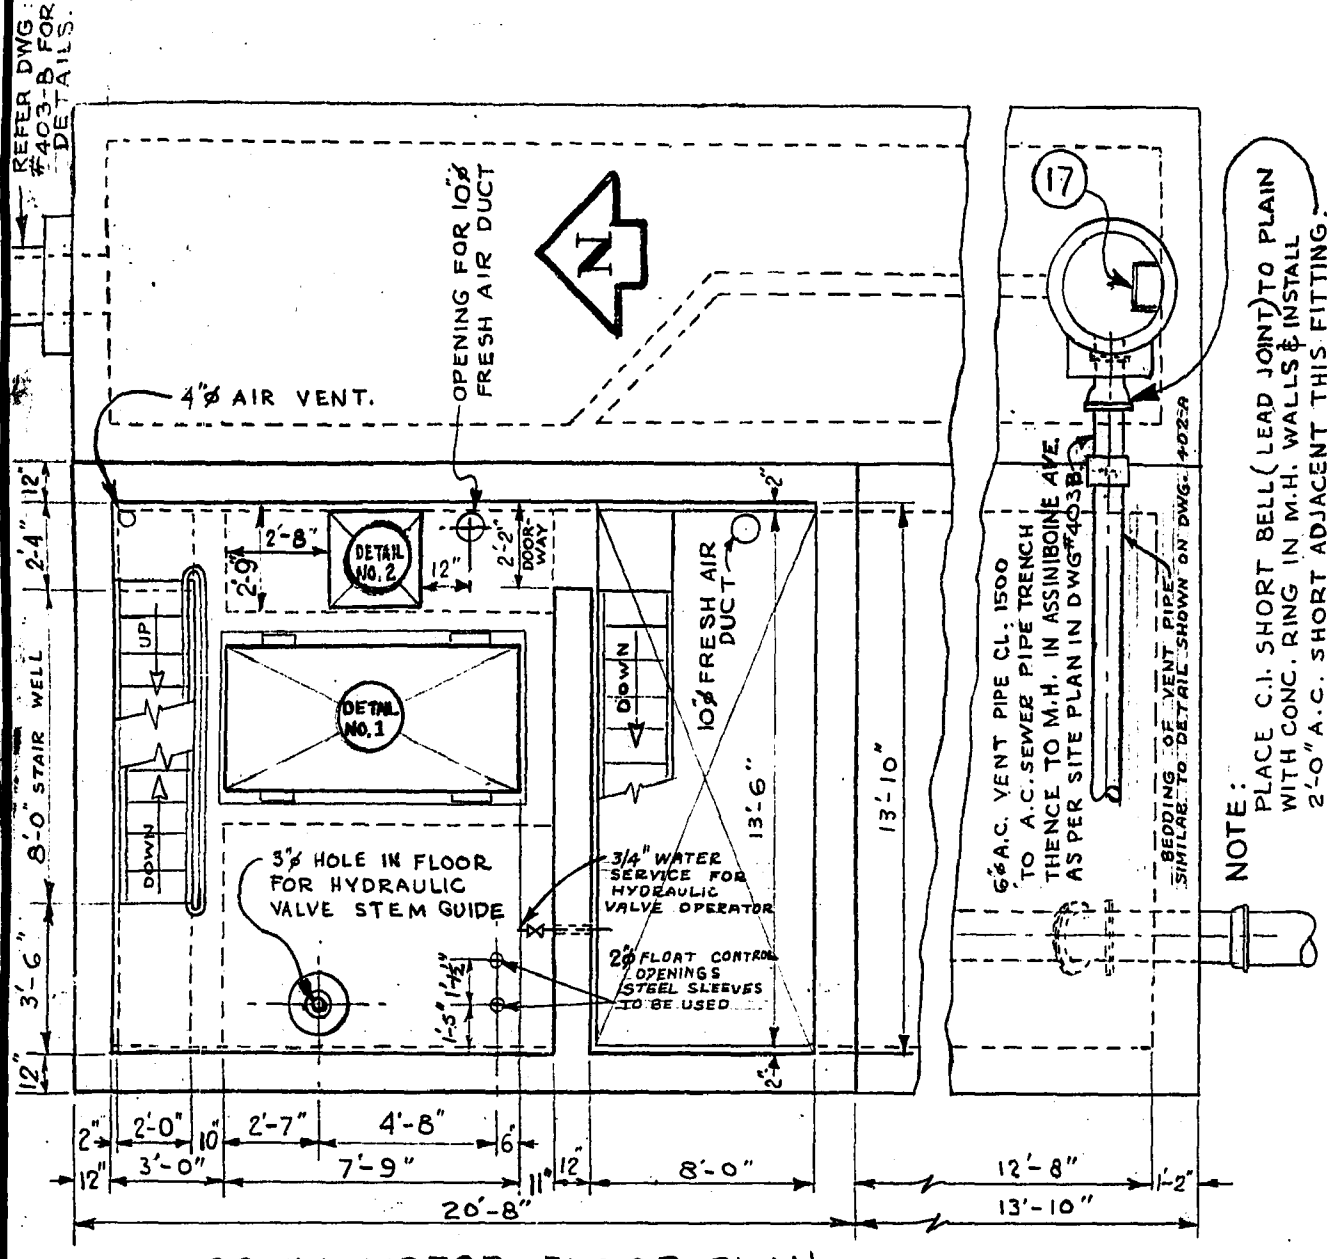 REFER DWG:
#403-B FOR
DETAILS.
4"ø AIR VENT.
OPENING FOR 10"ø
FRESH AIR DUCT
N
17
NOTE:
PLACE C.I. SHORT BELL (LEAD JOINT) TO PLAIN
WITH CONC. RING IN M.H. WALLS & INSTALL
2'-0" A.C. SHORT ADJACENT THIS FITTING.
6"ø A.C. VENT PIPE CL. 1500
TO A.C. SEWER PIPE TRENCH
THENCE TO M.H. IN ASSINIBOINE AVE.
AS PER SITE PLAN IN DWG #403B
BEDDING OF VENT PIPE
SIMILAR TO DETAIL SHOWN ON DWG. 402-A
12"
2'-4"
8'-0" STAIR WELL
3'-6"
12"
2'-8"
2'-9"
DETAIL
NO. 2
12"
2'-2"
DOOR-
WAY
2"
UP
DOWN
DETAIL
NO. 1
DOWN
10"ø FRESH AIR
DUCT
13'-6"
13'-10"
3"ø HOLE IN FLOOR
FOR HYDRAULIC
VALVE STEM GUIDE
3/4" WATER
SERVICE FOR
HYDRAULIC
VALVE OPERATOR
2"ø FLOAT CONTROL
OPENINGS
STEEL SLEEVES
TO BE USED
1'-1½"
1'-5"
2"
2" 2'-0" 10" 2'-7" 4'-8" 6"
12" 3'-0" 7'-9" 11" 12" 8'-0" 12'-8" 1'-2"
20'-8" 13'-10"
FLOOR PLAN